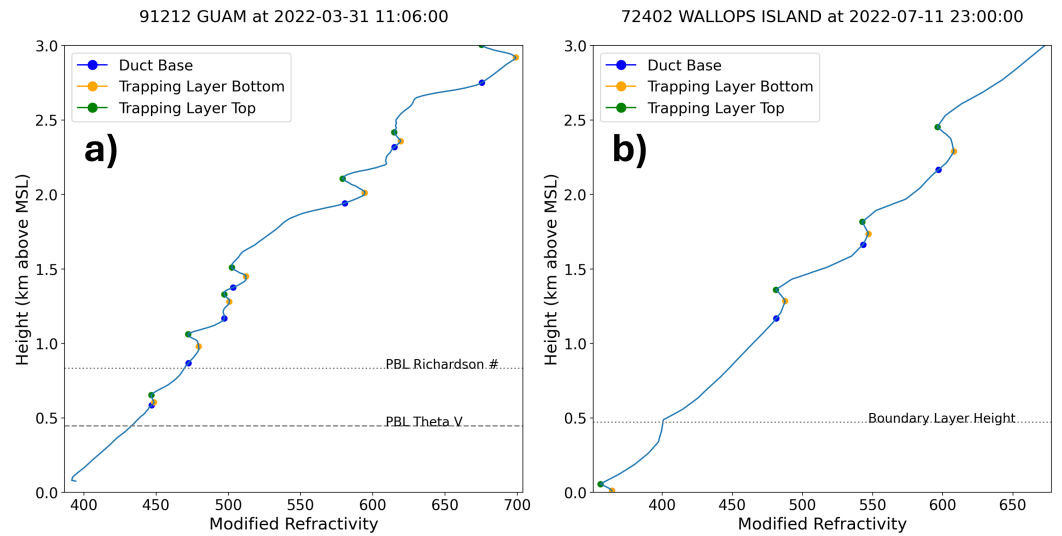 91212 GUAM at 2022-03-31 11:06:00
3.0
2.5
2.0
1.5
1.0
0.5
0.0
Height (km above MSL)
Duct Base
Trapping Layer Bottom
Trapping Layer Top
a)
PBL Richardson #
PBL Theta V
400 450 500 550 600 650 700
Modified Refractivity
72402 WALLOPS ISLAND at 2022-07-11 23:00:00
3.0
2.5
2.0
1.5
1.0
0.5
0.0
Height (km above MSL)
Duct Base
Trapping Layer Bottom
Trapping Layer Top
b)
Boundary Layer Height
400 450 500 550 600 650
Modified Refractivity